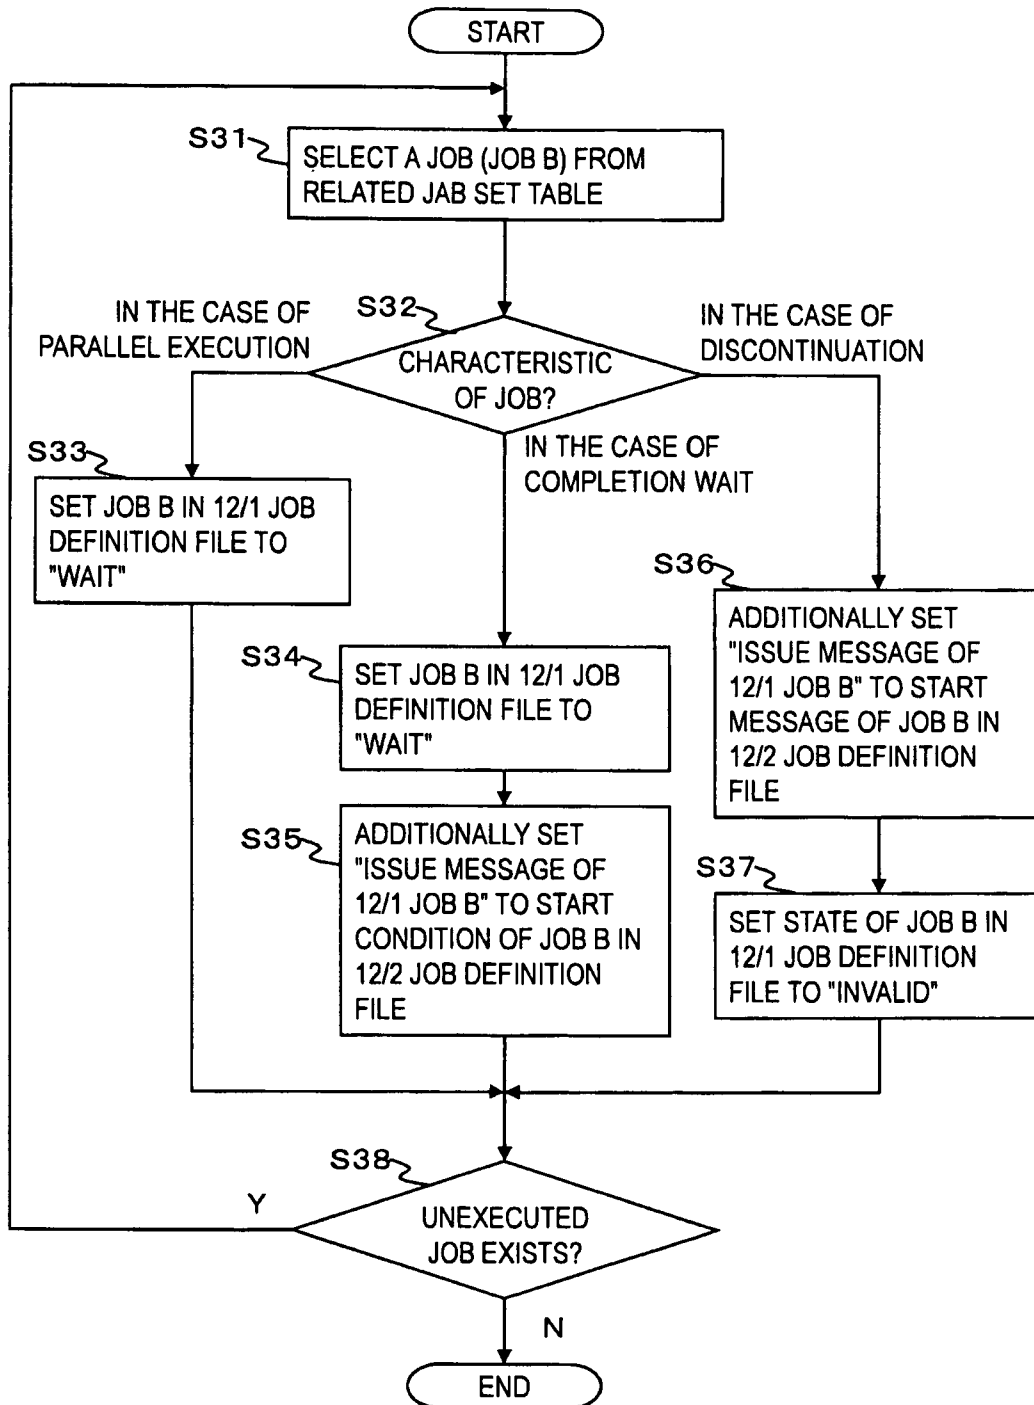 START
S31
SELECT A JOB (JOB B) FROM
RELATED JAB SET TABLE
S32
CHARACTERISTIC
OF JOB?
IN THE CASE OF
PARALLEL EXECUTION
IN THE CASE OF
DISCONTINUATION
IN THE CASE OF
COMPLETION WAIT
S33
SET JOB B IN 12/1 JOB
DEFINITION FILE TO
"WAIT"
S34
SET JOB B IN 12/1 JOB
DEFINITION FILE TO
"WAIT"
S35
ADDITIONALLY SET
"ISSUE MESSAGE OF
12/1 JOB B" TO START
CONDITION OF JOB B IN
12/2 JOB DEFINITION
FILE
S36
ADDITIONALLY SET
"ISSUE MESSAGE OF
12/1 JOB B" TO START
MESSAGE OF JOB B IN
12/2 JOB DEFINITION
FILE
S37
SET STATE OF JOB B IN
12/1 JOB DEFINITION
FILE TO "INVALID"
S38
UNEXECUTED
JOB EXISTS?
Y
N
END